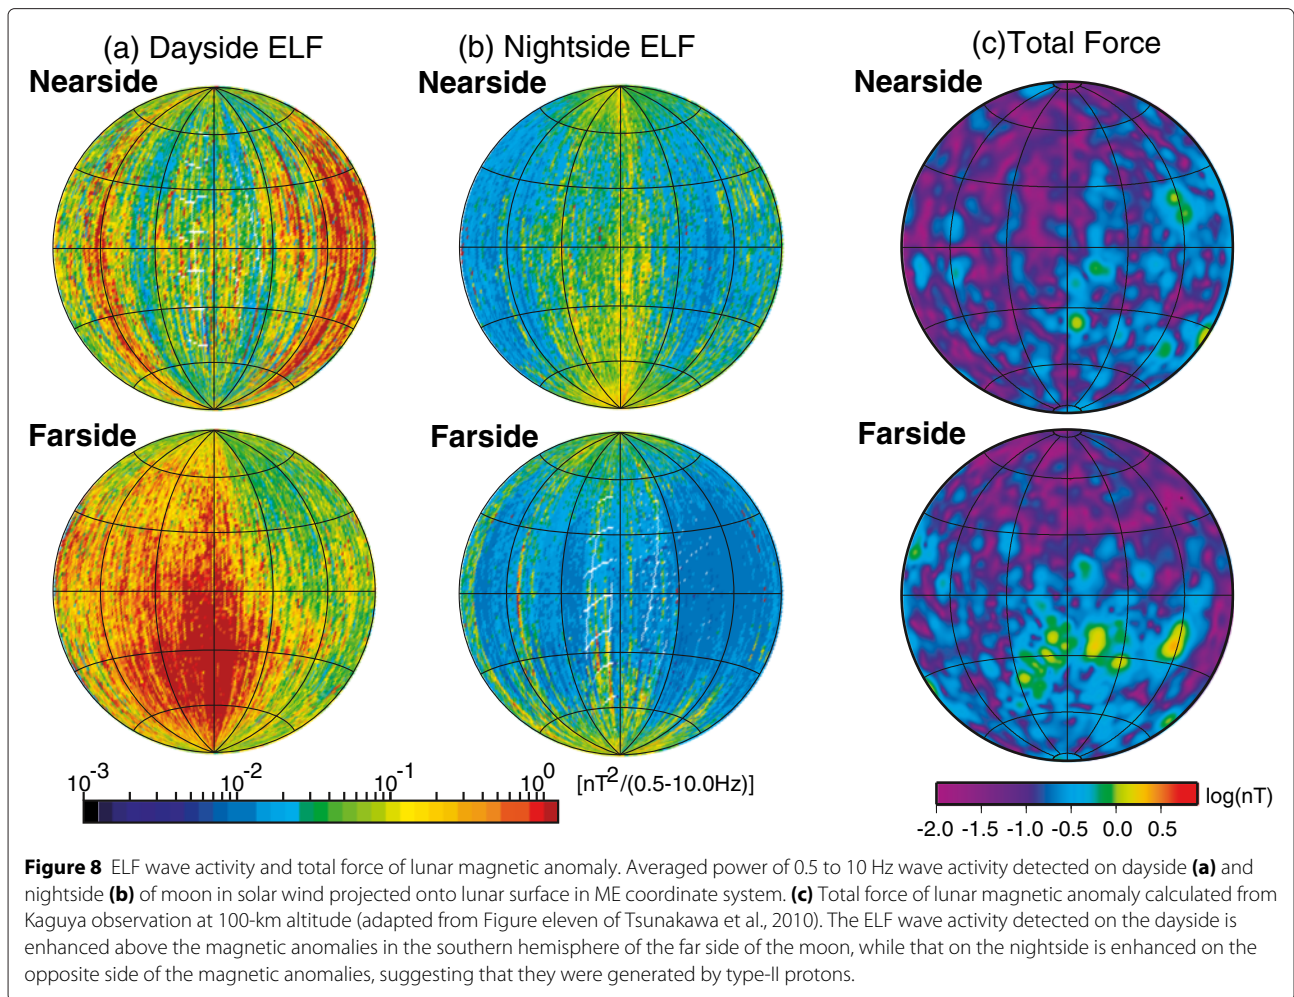 (a) Dayside ELF
(b) Nightside ELF
(c)Total Force
Nearside
Nearside
Nearside
Farside
Farside
Farside
10^-3
10^-2
10^-1
10^0
[nT^2/(0.5-10.0Hz)]
log(nT)
-2.0 -1.5 -1.0 -0.5 0.0 0.5
Figure 8 ELF wave activity and total force of lunar magnetic anomaly. Averaged power of 0.5 to 10 Hz wave activity detected on dayside (a) and
nightside (b) of moon in solar wind projected onto lunar surface in ME coordinate system. (c) Total force of lunar magnetic anomaly calculated from
Kaguya observation at 100-km altitude (adapted from Figure eleven of Tsunakawa et al., 2010). The ELF wave activity detected on the dayside is
enhanced above the magnetic anomalies in the southern hemisphere of the far side of the moon, while that on the nightside is enhanced on the
opposite side of the magnetic anomalies, suggesting that they were generated by type-II protons.